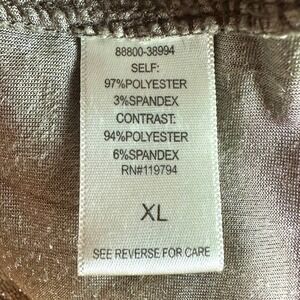 88800-38994
SELF:
97%POLYESTER
3%SPANDEX
CONTRAST:
94%POLYESTER
6%SPANDEX
RN#119794
XL
SEE REVERSE FOR CARE